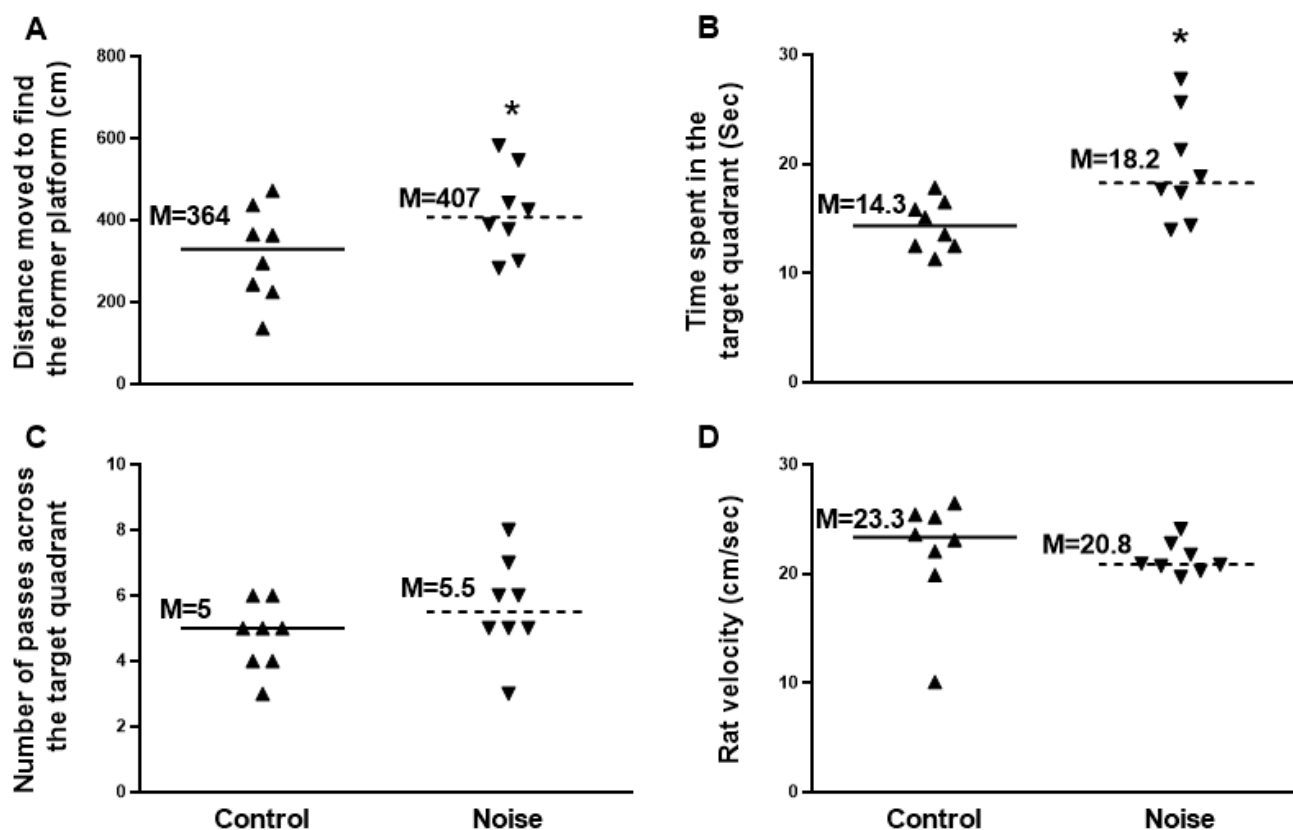 A
Distance moved to find
the former platform (cm)
800
600
400
200
0
M=364
M=407
*
B
Time spent in the
target quadrant (Sec)
30
20
10
0
M=14.3
M=18.2
*
C
Number of passes across
the target quadrant
10
8
6
4
2
0
M=5
M=5.5
Control
Noise
D
Rat velocity (cm/sec)
30
20
10
0
M=23.3
M=20.8
Control
Noise